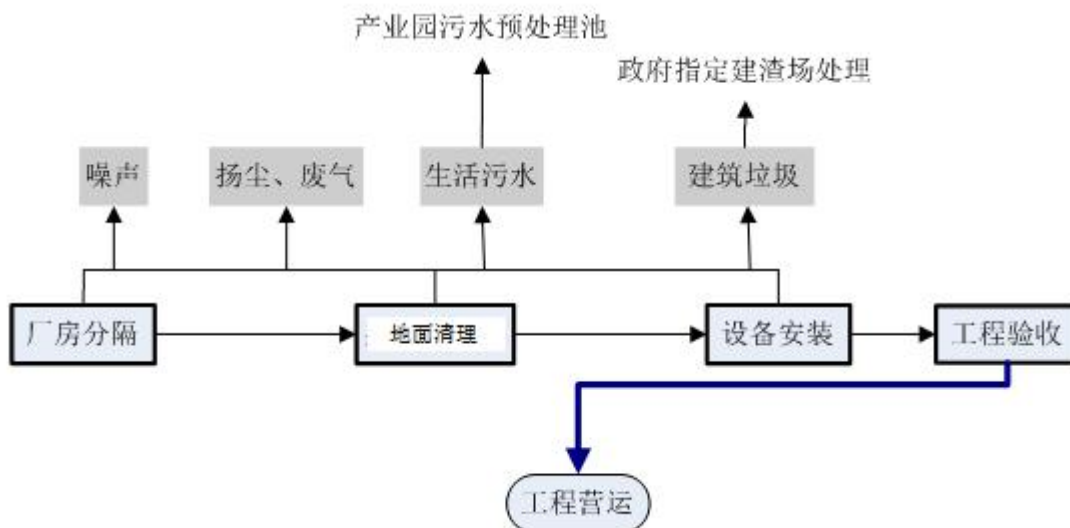 产业园污水预处理池
政府指定建渣场处理
噪声
扬尘、废气
生活污水
建筑垃圾
厂房分隔
地面清理
设备安装
工程验收
工程营运